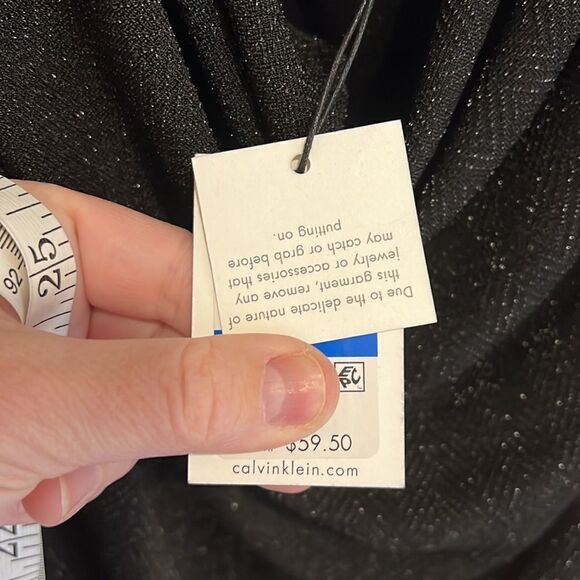 Due to the delicate nature of
this garment, remove any
jewelry or accessories that
may catch or grab before
putting on.
$59.50
calvinklein.com
25
92
44